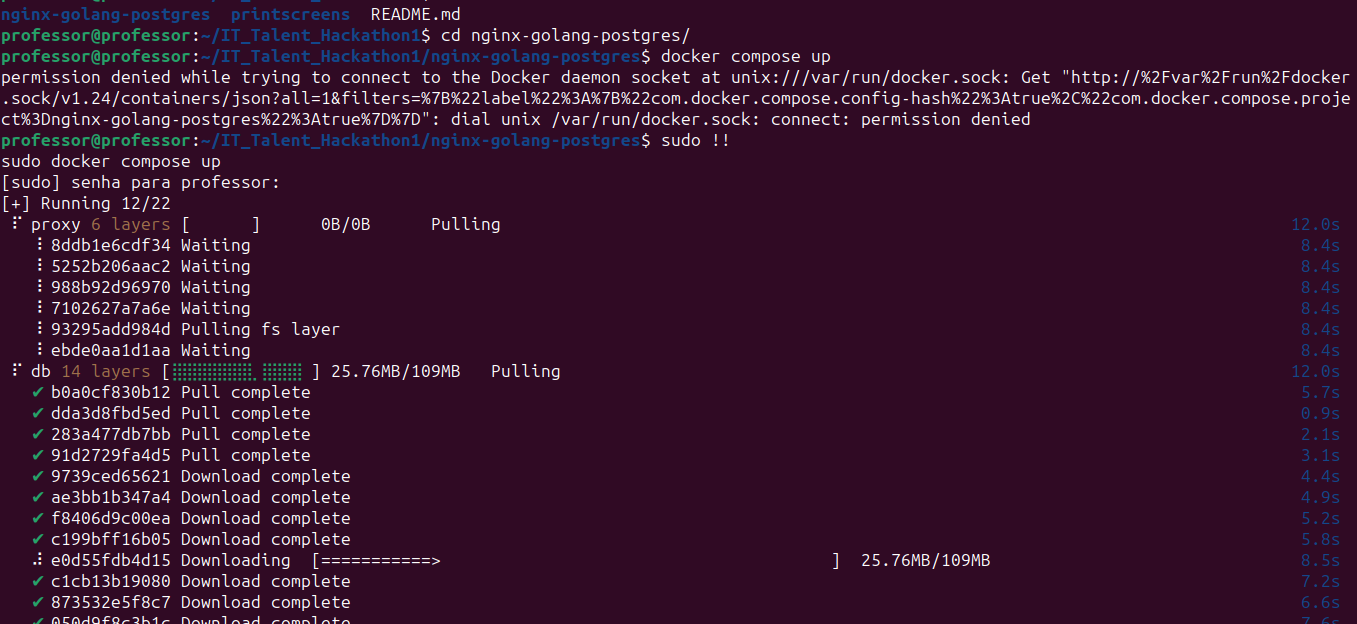 nginx-golang-postgres printscreens README.md
professor@professor:~/IT_Talent_Hackathon1$ cd nginx-golang-postgres/
professor@professor:~/IT_Talent_Hackathon1/nginx-golang-postgres$ docker compose up
permission denied while trying to connect to the Docker daemon socket at unix:///var/run/docker.sock: Get "http://%2Fvar%2Frun%2Fdocker
.sock/v1.24/containers/json?all=1&filters=%7B%22label%22%3A%7B%22com.docker.compose.config-hash%22%3Atrue%2C%22com.docker.compose.proje
ct%3Dnginx-golang-postgres%22%3Atrue%7D%7D": dial unix /var/run/docker.sock: connect: permission denied
professor@professor:~/IT_Talent_Hackathon1/nginx-golang-postgres$ sudo !!
sudo docker compose up
[sudo] senha para professor:
[+] Running 12/22
proxy 6 layers [ ] 0B/0B Pulling 12.0s
8ddb1e6cdf34 Waiting 8.4s
5252b206aac2 Waiting 8.4s
988b92d96970 Waiting 8.4s
7102627a7a6e Waiting 8.4s
93295add984d Pulling fs layer 8.4s
ebde0aa1d1aa Waiting 8.4s
db 14 layers [⣿⣿⣿⣿⣿⣿⣿⣿⣀⣿⣿⣿⣿ ] 25.76MB/109MB Pulling 12.0s
✔ b0a0cf830b12 Pull complete 5.7s
✔ dda3d8fbd5ed Pull complete 0.9s
✔ 283a477db7bb Pull complete 2.1s
✔ 91d2729fa4d5 Pull complete 3.1s
✔ 9739ced65621 Download complete 4.4s
✔ ae3bb1b347a4 Download complete 4.9s
✔ f8406d9c00ea Download complete 5.2s
✔ c199bff16b05 Download complete 5.8s
e0d55fdb4d15 Downloading [===========> ] 25.76MB/109MB 8.5s
✔ c1cb13b19080 Download complete 7.2s
✔ 873532e5f8c7 Download complete 6.6s
✔ 050d9f8c3b1c Download complete 7.6s